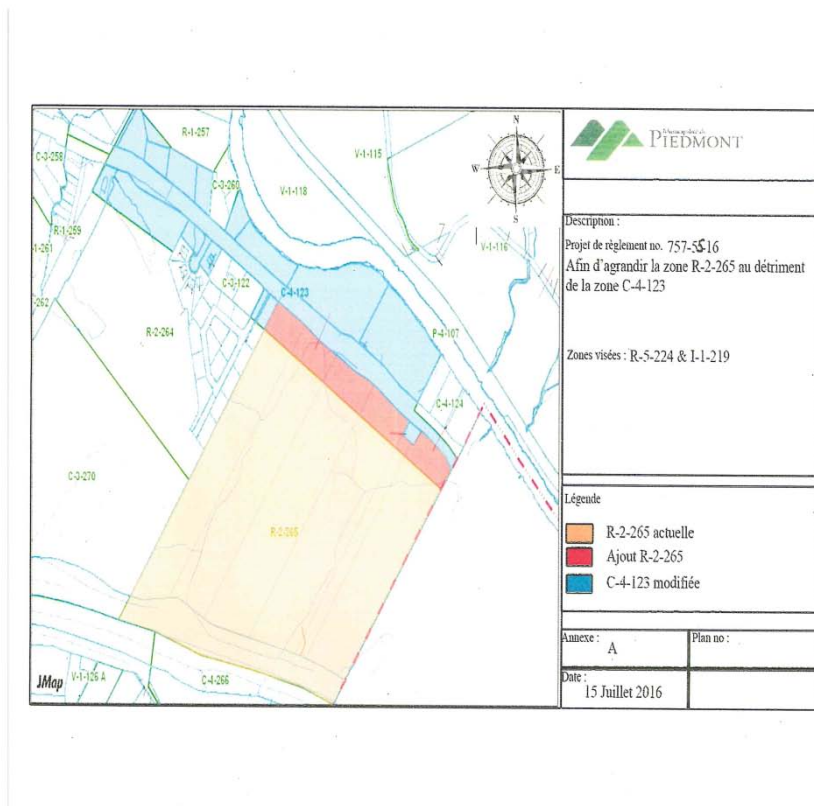 R-1-257
C-3-258
V-1-115
C-3-260
V-1-118
N
W
E
S
R-1-259
V-1-116
1-261
C-3-122
C-4-123
-262
R-2-264
P-4-107
C-4-124
C-3-270
R-2-265
V-1-126 A
C-4-266
JMap
PIEDMONT
Description :
Projet de règlement no. 757-55-16
Afin d'agrandir la zone R-2-265 au détriment
de la zone C-4-123
Zones visées : R-5-224 & I-1-219
Légende
R-2-265 actuelle
Ajout R-2-265
C-4-123 modifiée
Annexe :
A
Plan no :
Date :
15 Juillet 2016